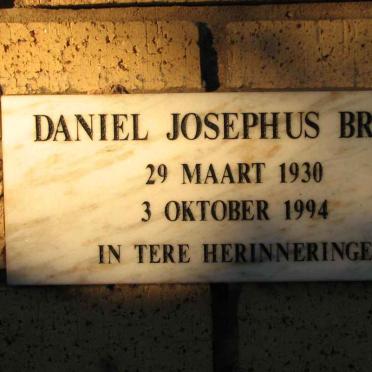 DANIEL JOSEPHUS BR
29 MAART 1930
3 OKTOBER 1994
IN TERE HERINNERINGE